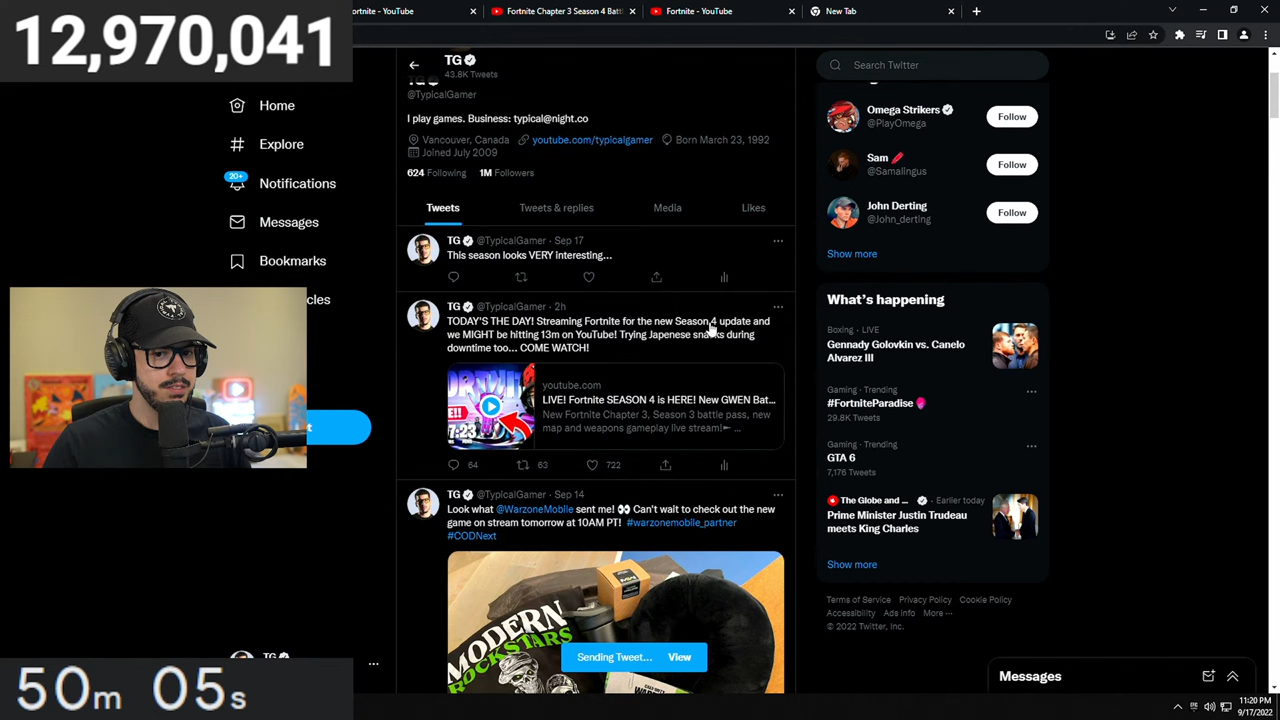 12,970,041
ortnite - YouTube
Fortnite Chapter 3 Season 4 Batt
Fortnite - YouTube
New Tab
TG
43.8K Tweets
@TypicalGamer
I play games. Business: typical@night.co
Vancouver, Canada youtube.com/typicalgamer Born March 23, 1992
Joined July 2009
624 Following 1M Followers
Tweets Tweets & replies Media Likes
Home
Explore
20+
Notifications
Messages
Bookmarks
cles
t
TG @TypicalGamer · Sep 17
This season looks VERY interesting...
TG @TypicalGamer · 2h
TODAY'S THE DAY! Streaming Fortnite for the new Season 4 update and
we MIGHT be hitting 13m on YouTube! Trying Japenese snacks during
downtime too... COME WATCH!
7:23
youtube.com
LIVE! Fortnite SEASON 4 is HERE! New GWEN Bat...
New Fortnite Chapter 3, Season 3 battle pass, new
map and weapons gameplay live stream!► ...
64 63 722
TG @TypicalGamer · Sep 14
Look what @WarzoneMobile sent me! 👀 Can't wait to check out the new
game on stream tomorrow at 10AM PT! #warzonemobile_partner
#CODNext
MODERN
ROCKSTARS
Sending Tweet... View
Search Twitter
Omega Strikers
@PlayOmega
Follow
Sam
@Samalingus
Follow
John Derting
@John_derting
Follow
Show more
What's happening
Boxing · LIVE
Gennady Golovkin vs. Canelo
Alvarez III
Gaming · Trending
#FortniteParadise
29.8K Tweets
Gaming · Trending
GTA 6
7,176 Tweets
The Globe and ... · Earlier today
Prime Minister Justin Trudeau
meets King Charles
Show more
Terms of Service Privacy Policy Cookie Policy
Accessibility Ads info More ···
© 2022 Twitter, Inc.
Messages
TG
50m 05s
11:20 PM
9/17/2022